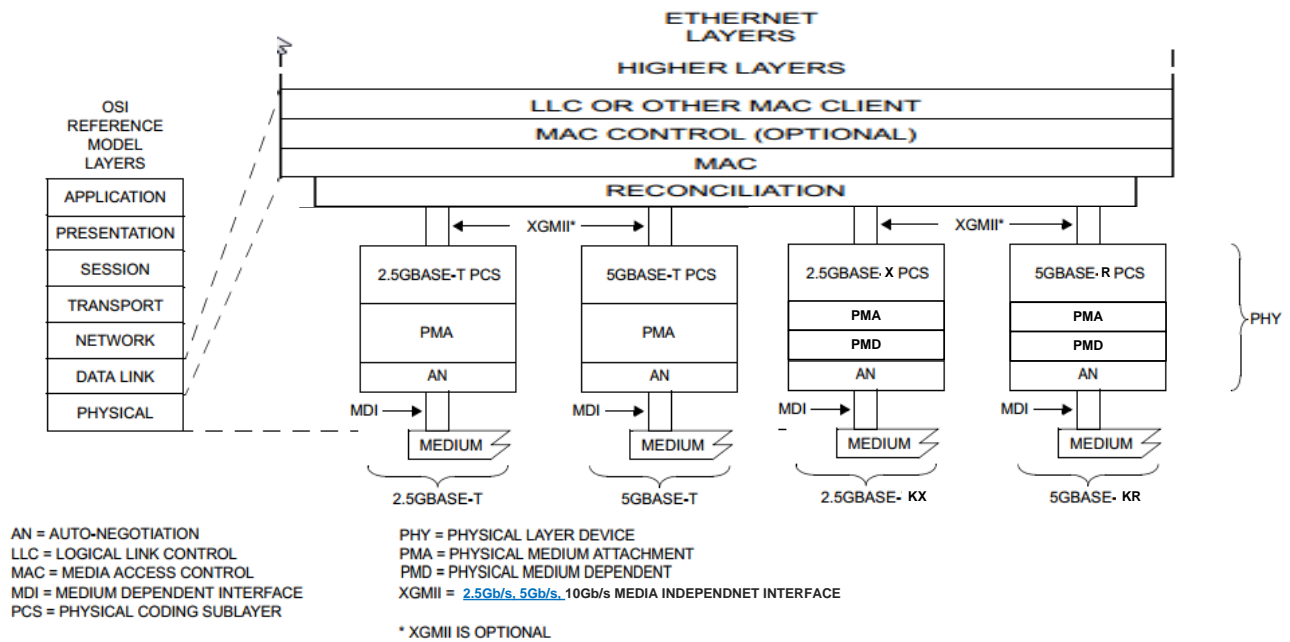 ETHERNET
LAYERS
HIGHER LAYERS
LLC OR OTHER MAC CLIENT
MAC CONTROL (OPTIONAL)
MAC
RECONCILIATION
OSI
REFERENCE
MODEL
LAYERS
APPLICATION
PRESENTATION
SESSION
TRANSPORT
NETWORK
DATA LINK
PHYSICAL
XGMII*
XGMII*
2.5GBASE-T PCS
5GBASE-T PCS
2.5GBASE- X PCS
5GBASE- R PCS
PMA
PMA
PMA
PMA
PMD
PMD
AN
AN
AN
AN
PHY
MDI
MDI
MDI
MDI
MEDIUM
MEDIUM
MEDIUM
MEDIUM
2.5GBASE-T
5GBASE-T
2.5GBASE- KX
5GBASE- KR
AN = AUTO-NEGOTIATION
LLC = LOGICAL LINK CONTROL
MAC = MEDIA ACCESS CONTROL
MDI = MEDIUM DEPENDENT INTERFACE
PCS = PHYSICAL CODING SUBLAYER
PHY = PHYSICAL LAYER DEVICE
PMA = PHYSICAL MEDIUM ATTACHMENT
PMD = PHYSICAL MEDIUM DEPENDENT
XGMII = 2.5Gb/s, 5Gb/s, 10Gb/s MEDIA INDEPENDNET INTERFACE
* XGMII IS OPTIONAL